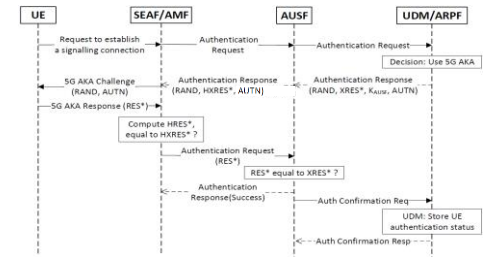 UE
SEAF/AMF
AUSF
UDM/ARPF
Request to establish
a signalling connection
Authentication
Request
Authentication Request
Decision: Use 5G AKA
5G AKA Challenge
(RAND, AUTN)
Authentication Response
(RAND, HXRES*, AUTN)
Authentication Response
(RAND, XRES*, KAUSF, AUTN)
5G AKA Response (RES*)
Compute HRES*,
equal to HXRES* ?
Authentication Request
(RES*)
RES* equal to XRES* ?
Authentication
Response(Success)
Auth Confirmation Req
UDM: Store UE
authentication status
Auth Confirmation Resp